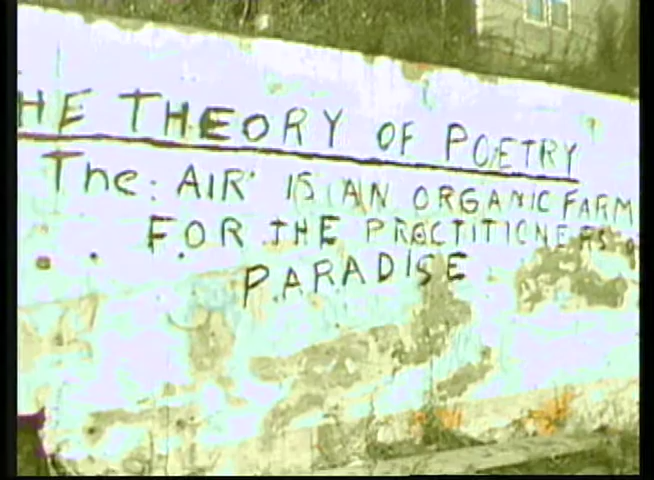 HE THEORY OF POETRY
The: AIR IS AN ORGANIC FARM
FOR THE PRACTITIONERS
PARADISE